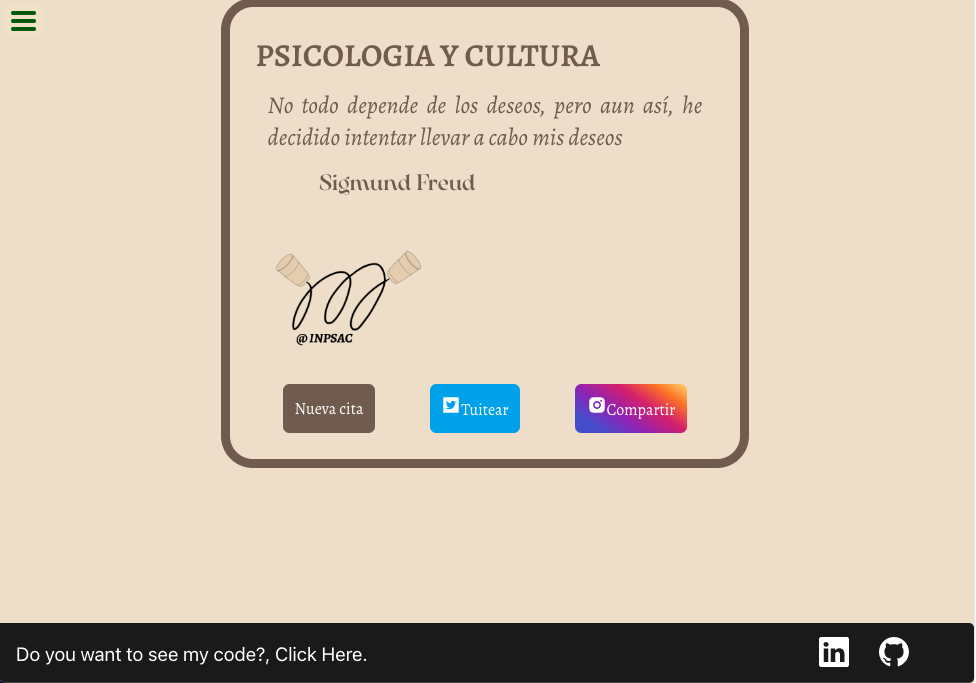 PSICOLOGIA Y CULTURA
No todo depende de los deseos, pero aun así, he
decidido intentar llevar a cabo mis deseos
Sigmund Freud
@INPSAC
Nueva cita
Tuitear
Compartir
Do you want to see my code?, Click Here.